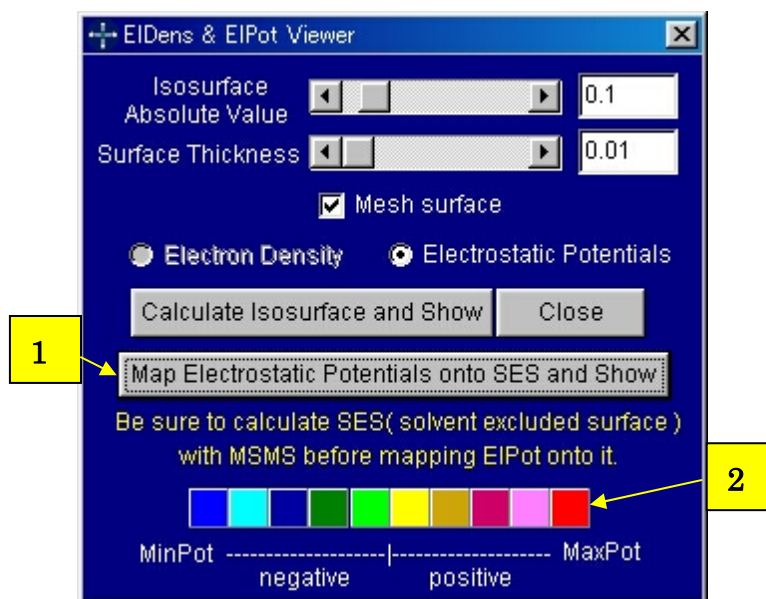 ElDens & ElPot Viewer
Isosurface
Absolute Value
0.1
Surface Thickness
0.01
Mesh surface
Electron Density
Electrostatic Potentials
Calculate Isosurface and Show
Close
1
Map Electrostatic Potentials onto SES and Show
Be sure to calculate SES( solvent excluded surface )
with MSMS before mapping ElPot onto it.
2
MinPot --------------------|-------------------- MaxPot
negative positive